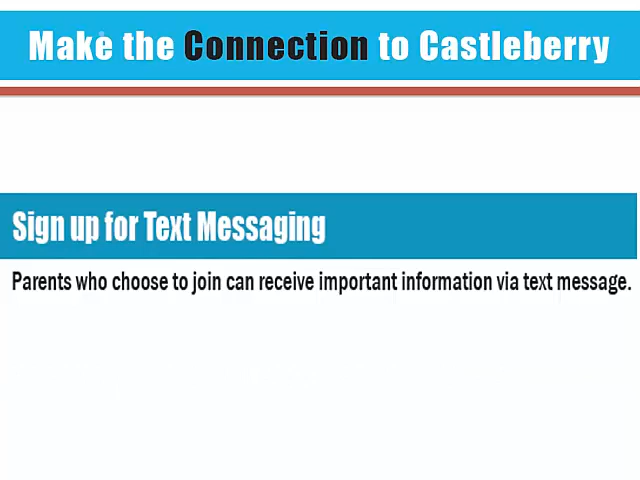 Make the Connection to Castleberry
Sign up for Text Messaging
Parents who choose to join can receive important information via text message.